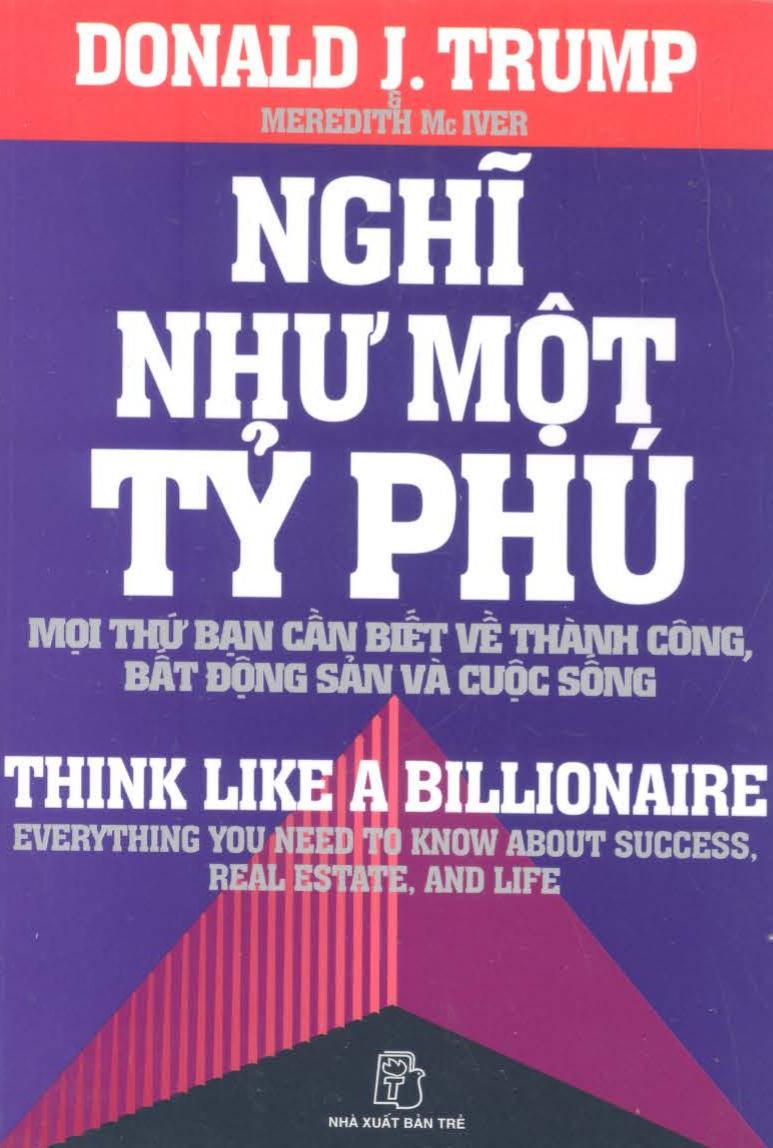 DONALD J. TRUMP
&
MEREDITH Mc IVER
NGHĨ
NHƯ MỘT
TỶ PHÚ
MỌI THỨ BẠN CẦN BIẾT VỀ THÀNH CÔNG,
BẤT ĐỘNG SẢN VÀ CUỘC SỐNG
THINK LIKE A BILLIONAIRE
EVERYTHING YOU NEED TO KNOW ABOUT SUCCESS,
REAL ESTATE, AND LIFE
T
NHÀ XUẤT BẢN TRẺ